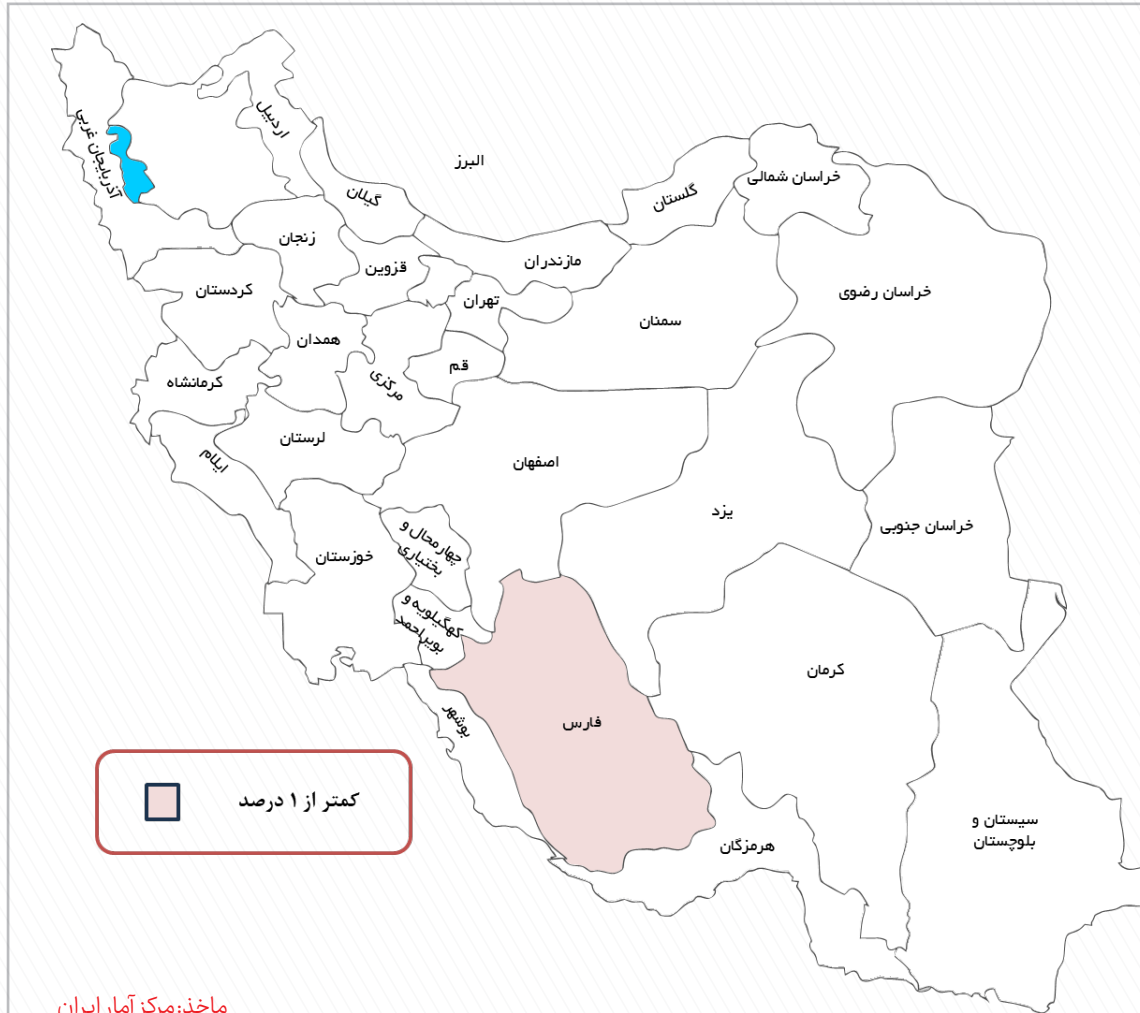 اردبیل
آذربایجان غربی
البرز
گیلان
گلستان
خراسان شمالی
زنجان
قزوین
مازندران
کردستان
تهران
سمنان
خراسان رضوی
همدان
قم
کرمانشاه
مرکزی
لرستان
ایلام
اصفهان
یزد
خراسان جنوبی
خوزستان
چهارمحال و
بختیاری
کهگیلویه و
بویراحمد
کرمان
فارس
بوشهر
کمتر از ۱ درصد
هرمزگان
سیستان و
بلوچستان
ماخذ:مرکز آمار ایران